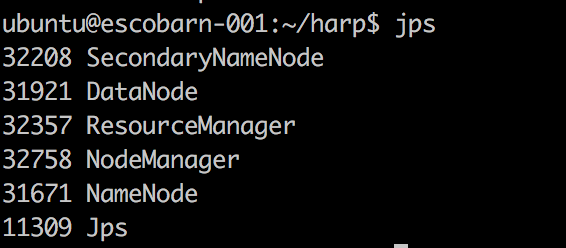 ubuntu@escobarn-001:~/harp$ jps
32208 SecondaryNameNode
31921 DataNode
32357 ResourceManager
32758 NodeManager
31671 NameNode
11309 Jps